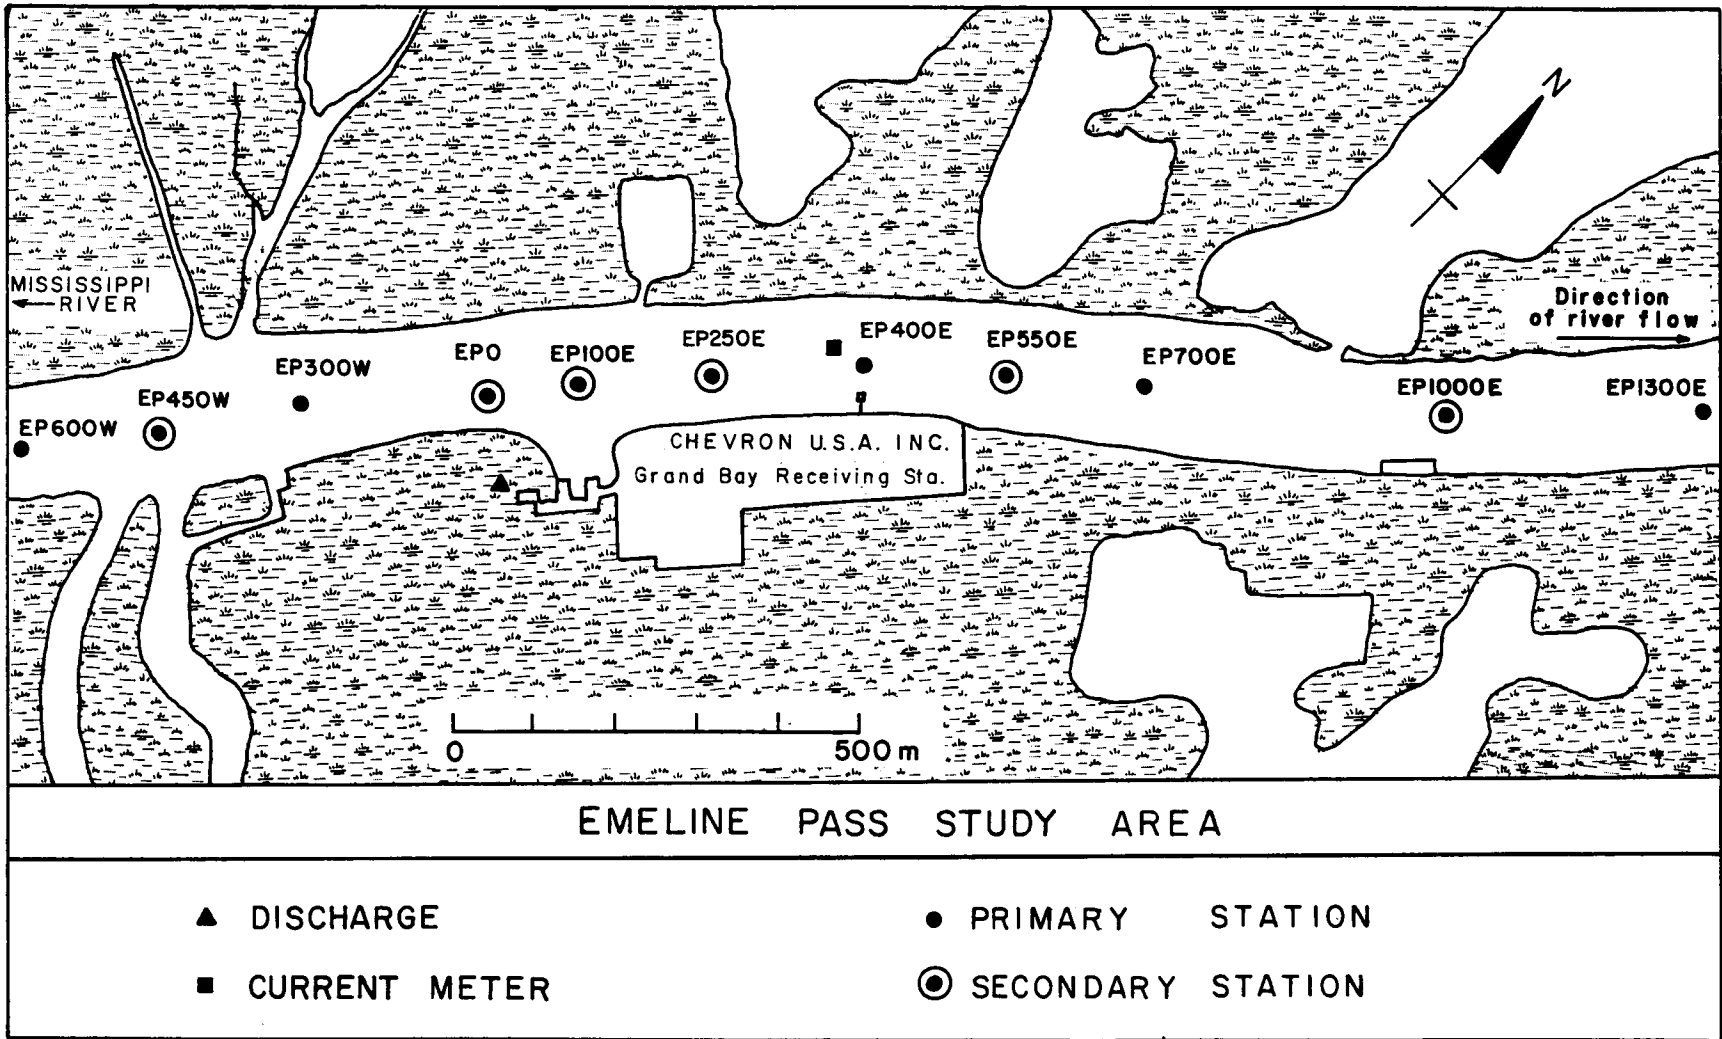 N
MISSISSIPPI
RIVER
Direction
of river flow
EP600W
EP450W
EP300W
EP0
EP100E
EP250E
EP400E
EP550E
EP700E
EP1000E
EP1300E
CHEVRON U.S.A. INC.
Grand Bay Receiving Sta.
0 500 m
EMELINE PASS STUDY AREA
DISCHARGE
PRIMARY STATION
CURRENT METER
SECONDARY STATION